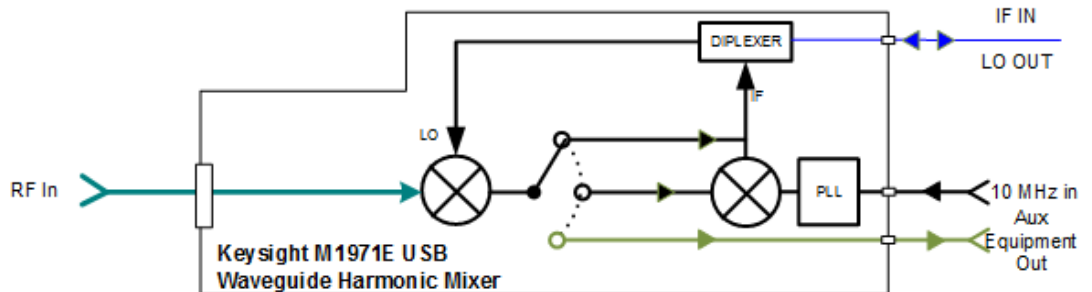 IF IN
DIPLEXER
LO OUT
IF
LO
RF In
PLL
10 MHz in
Aux
Equipment
Out
Keysight M1971E USB
Waveguide Harmonic Mixer